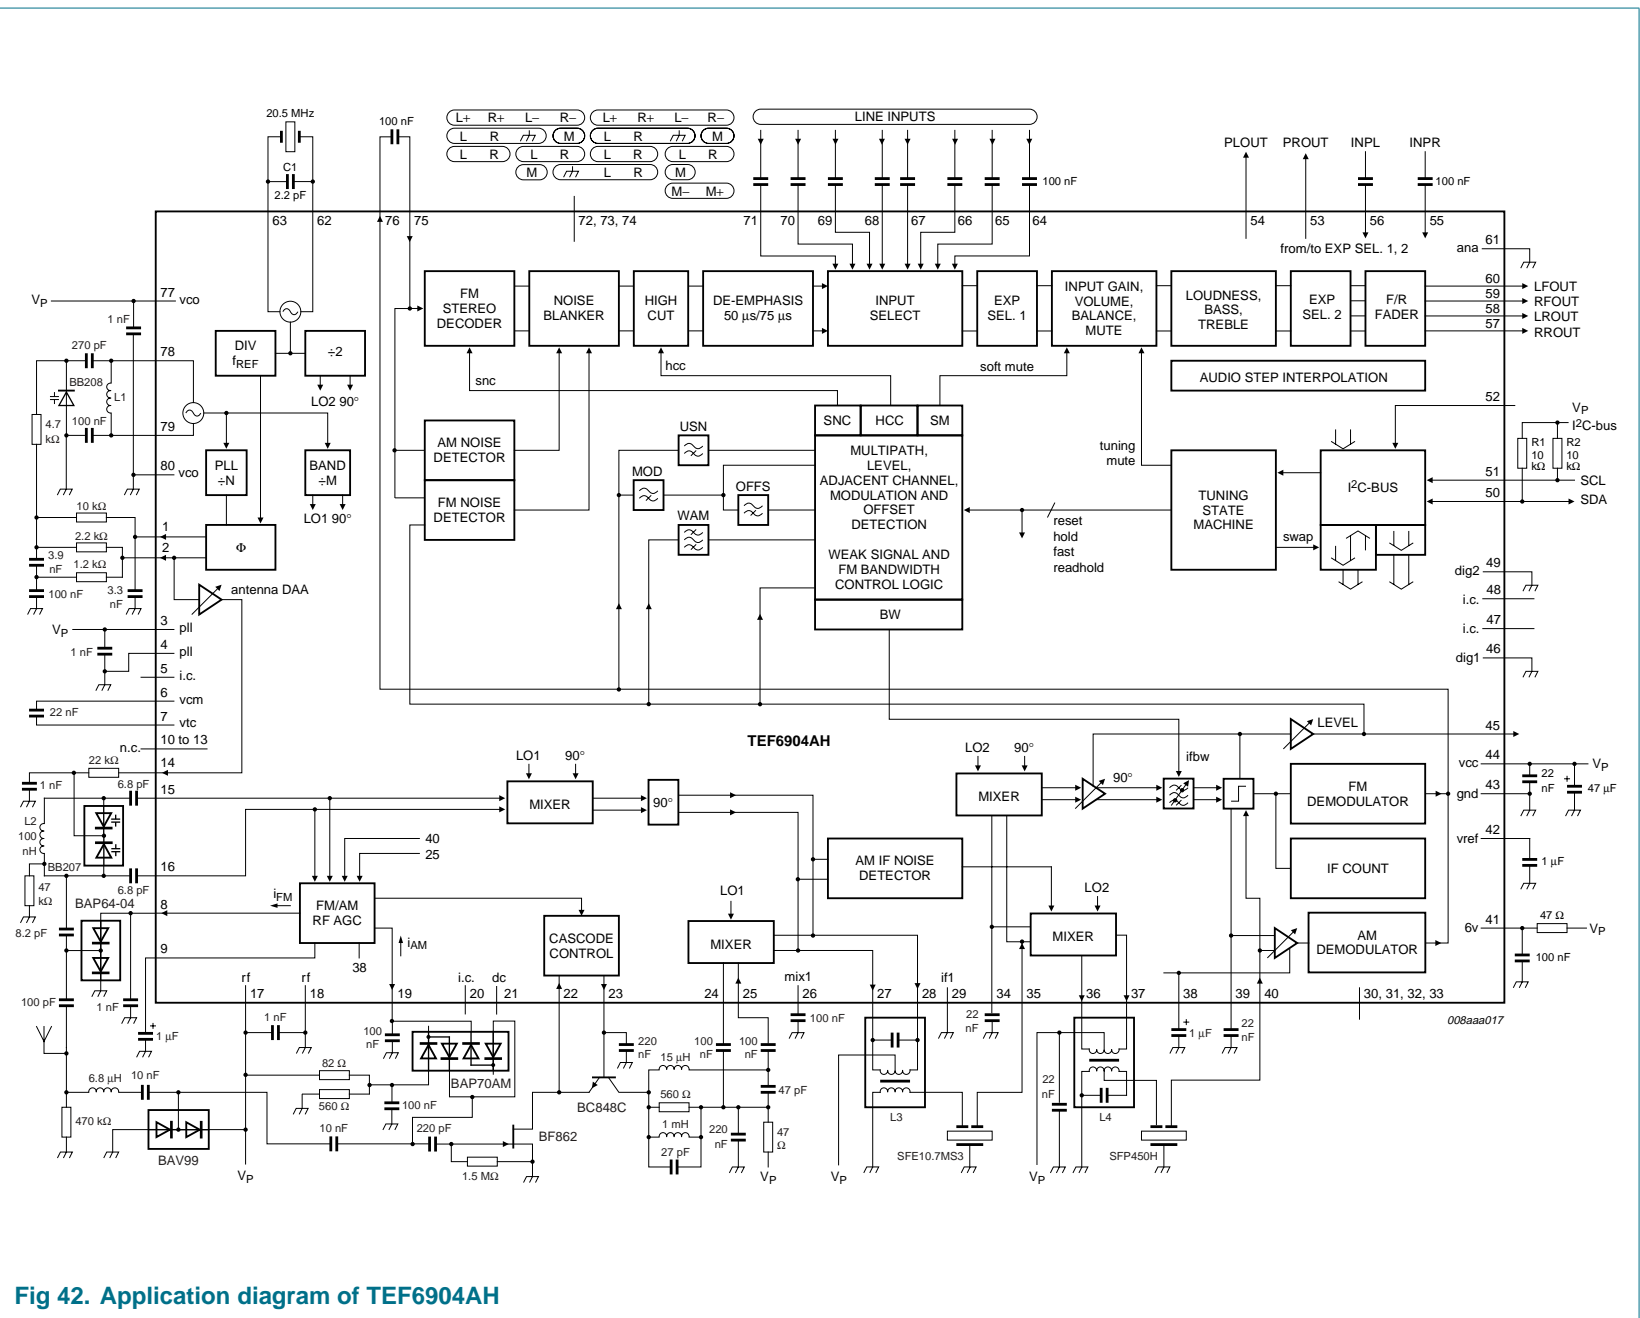 20.5 MHz
C1
2.2 pF
100 nF
L+ R+ L− R− L+ R+ L− R−
L R M L R M
L R L R L R L R
M L R M
M− M+
LINE INPUTS
100 nF
PLOUT PROUT INPL INPR
100 nF
63 62 76 75 72, 73, 74 71 70 69 68 67 66 65 64 54 53 56 55
from/to EXP SEL. 1, 2
ana 61
VP 77 vco
1 nF
FM STEREO DECODER
NOISE BLANKER
HIGH CUT
DE-EMPHASIS 50 μs/75 μs
INPUT SELECT
EXP SEL. 1
INPUT GAIN, VOLUME, BALANCE, MUTE
LOUDNESS, BASS, TREBLE
EXP SEL. 2
F/R FADER
60 LFOUT
59 RFOUT
58 LROUT
57 RROUT
DIV fREF
÷2
LO2 90°
270 pF 78
BB208
L1
100 nF 79
4.7 kΩ
80 vco
snc
hcc
soft mute
AUDIO STEP INTERPOLATION
PLL ÷N
BAND ÷M
LO1 90°
AM NOISE DETECTOR
FM NOISE DETECTOR
USN
MOD
OFFS
WAM
SNC HCC SM
MULTIPATH, LEVEL, ADJACENT CHANNEL, MODULATION AND OFFSET DETECTION
WEAK SIGNAL AND FM BANDWIDTH CONTROL LOGIC
BW
tuning mute
TUNING STATE MACHINE
reset
hold
fast
readhold
swap
I²C-BUS
52
VP
I²C-bus
R1 10 kΩ
R2 10 kΩ
51 SCL
50 SDA
dig2 49
i.c. 48
i.c. 47
dig1 46
10 kΩ 1
2.2 kΩ 2
1.2 kΩ
3.9 nF
100 nF
3.3 nF
Φ
antenna DAA
VP 3 pll
1 nF 4 pll
5 i.c.
6 vcm
22 nF
7 vtc
n.c. 10 to 13
TEF6904AH
22 kΩ 14
1 nF 6.8 pF 15
L2
100 nH
BB207
16
6.8 pF
47 kΩ
BAP64-04
8.2 pF
8
9
100 pF
1 nF
1 μF
LO1 90°
MIXER
90°
40
25
FM/AM RF AGC
iFM
iAM
38
CASCODE CONTROL
LO1
MIXER
AM IF NOISE DETECTOR
LO2 90°
MIXER
90°
ifbw
LO2
MIXER
LEVEL 45
FM DEMODULATOR
IF COUNT
AM DEMODULATOR
vcc 44 VP
gnd 43
22 nF
47 μF
vref 42
1 μF
6v 41 47 Ω VP
100 nF
rf rf i.c. dc mix1 if1
17 18 19 20 21 22 23 24 25 26 27 28 29 34 35 36 37 38 39 40 30, 31, 32, 33
008aaa017
1 nF
100 nF
BAP70AM
82 Ω
560 Ω
100 nF
6.8 μH 10 nF
470 kΩ
BAV99
VP
10 nF
220 pF
1.5 MΩ
BF862
BC848C
220 nF
15 μH
560 Ω
1 mH
27 pF
100 nF
100 nF
47 pF
220 nF
47 Ω
VP
100 nF
L3
VP
SFE10.7MS3
22 nF
22 nF
VP
L4
SFP450H
1 μF
22 nF
Fig 42. Application diagram of TEF6904AH